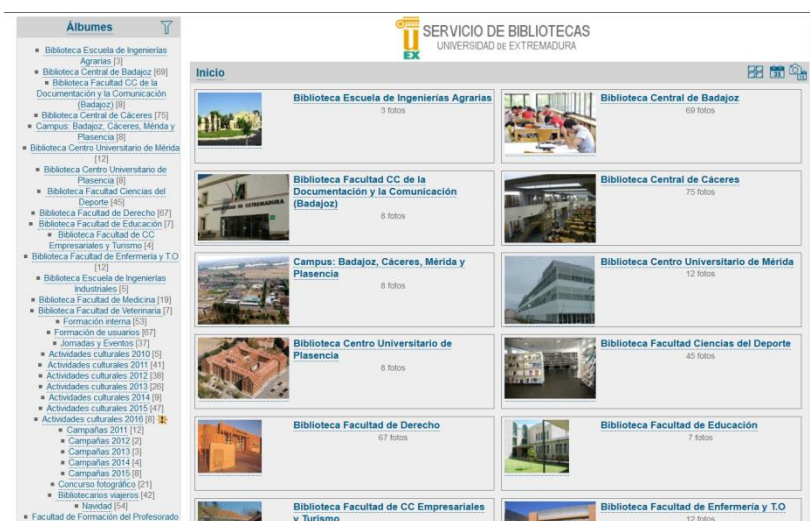 Álbumes
Biblioteca Escuela de Ingenierías
Agrarias [3]
Biblioteca Central de Badajoz [69]
Biblioteca Facultad CC de la
Documentación y la Comunicación
(Badajoz) [8]
Biblioteca Central de Cáceres [75]
Campus: Badajoz, Cáceres, Mérida y
Plasencia [8]
Biblioteca Centro Universitario de Mérida
[12]
Biblioteca Centro Universitario de
Plasencia [8]
Biblioteca Facultad Ciencias del
Deporte [45]
Biblioteca Facultad de Derecho [67]
Biblioteca Facultad de Educación [7]
Biblioteca Facultad de CC
Empresariales y Turismo [4]
Biblioteca Facultad de Enfermería y T.O
[12]
Biblioteca Escuela de Ingenierías
Industriales [5]
Biblioteca Facultad de Medicina [19]
Biblioteca Facultad de Veterinaria [7]
Formación interna [53]
Formación de usuarios [67]
Jornadas y Eventos [37]
Actividades culturales 2010 [5]
Actividades culturales 2011 [41]
Actividades culturales 2012 [38]
Actividades culturales 2013 [26]
Actividades culturales 2014 [9]
Actividades culturales 2015 [47]
Actividades culturales 2016 [8]
Campañas 2011 [12]
Campañas 2012 [2]
Campañas 2013 [3]
Campañas 2014 [4]
Campañas 2015 [8]
Concurso fotográfico [21]
Bibliotecarios viajeros [42]
Navidad [54]
Facultad de Formación del Profesorado
UEX
SERVICIO DE BIBLIOTECAS
UNIVERSIDAD DE EXTREMADURA
Inicio
31
Biblioteca Escuela de Ingenierías Agrarias
3 fotos
Biblioteca Central de Badajoz
69 fotos
Biblioteca Facultad CC de la
Documentación y la Comunicación
(Badajoz)
8 fotos
Biblioteca Central de Cáceres
75 fotos
Campus: Badajoz, Cáceres, Mérida y
Plasencia
8 fotos
Biblioteca Centro Universitario de Mérida
12 fotos
Biblioteca Centro Universitario de
Plasencia
8 fotos
Biblioteca Facultad Ciencias del Deporte
45 fotos
Biblioteca Facultad de Derecho
67 fotos
Biblioteca Facultad de Educación
7 fotos
Biblioteca Facultad de CC Empresariales
y Turismo
Biblioteca Facultad de Enfermería y T.O
12 fotos